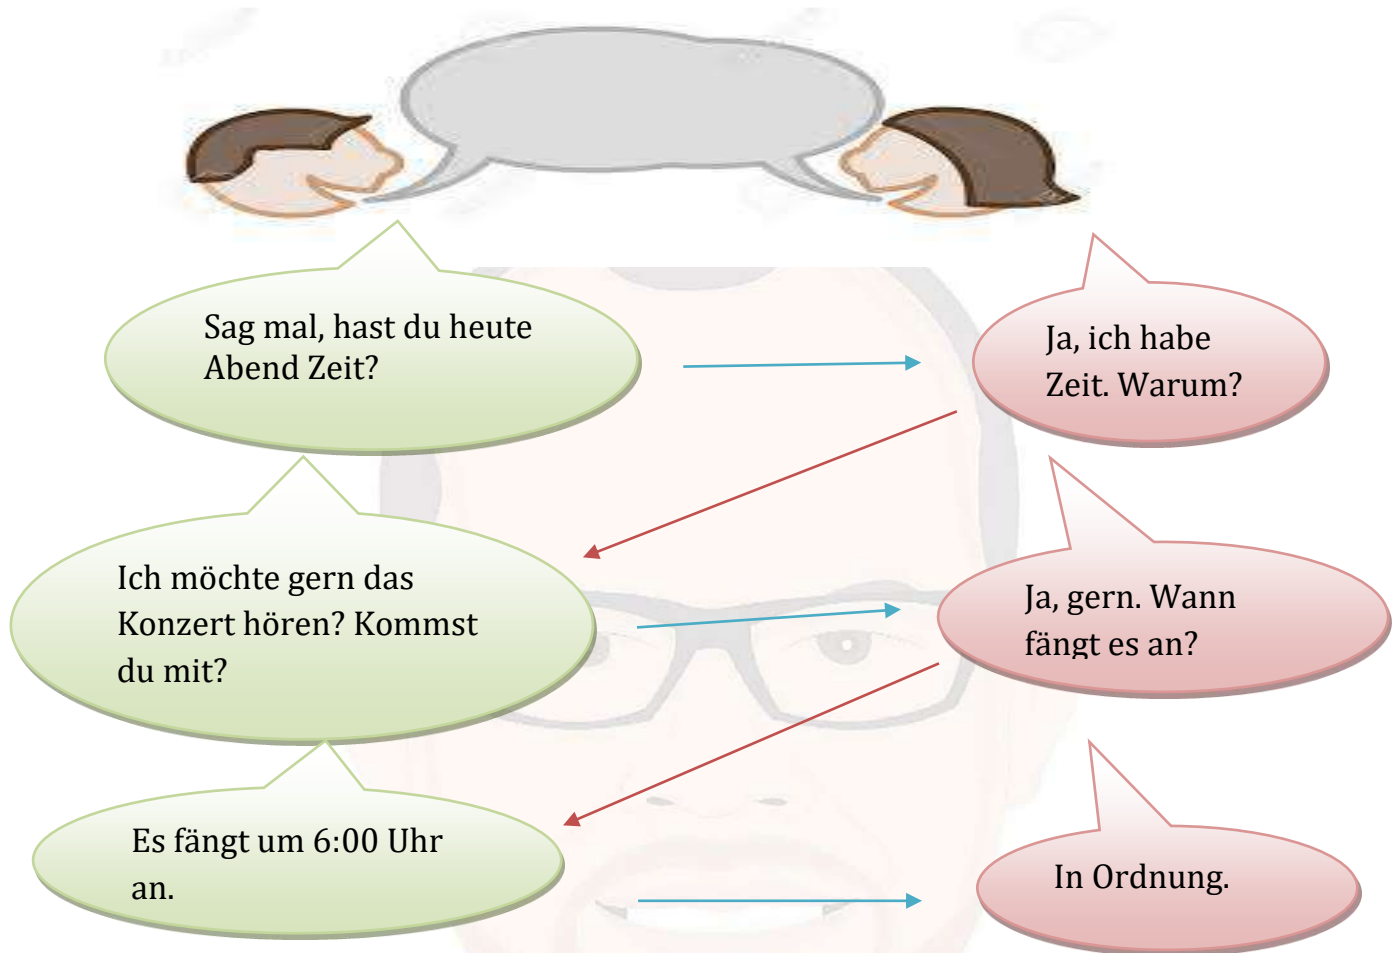 Sag mal, hast du heute
Abend Zeit?
Ja, ich habe
Zeit. Warum?
Ich möchte gern das
Konzert hören? Kommst
du mit?
Ja, gern. Wann
fängt es an?
Es fängt um 6:00 Uhr
an.
In Ordnung.